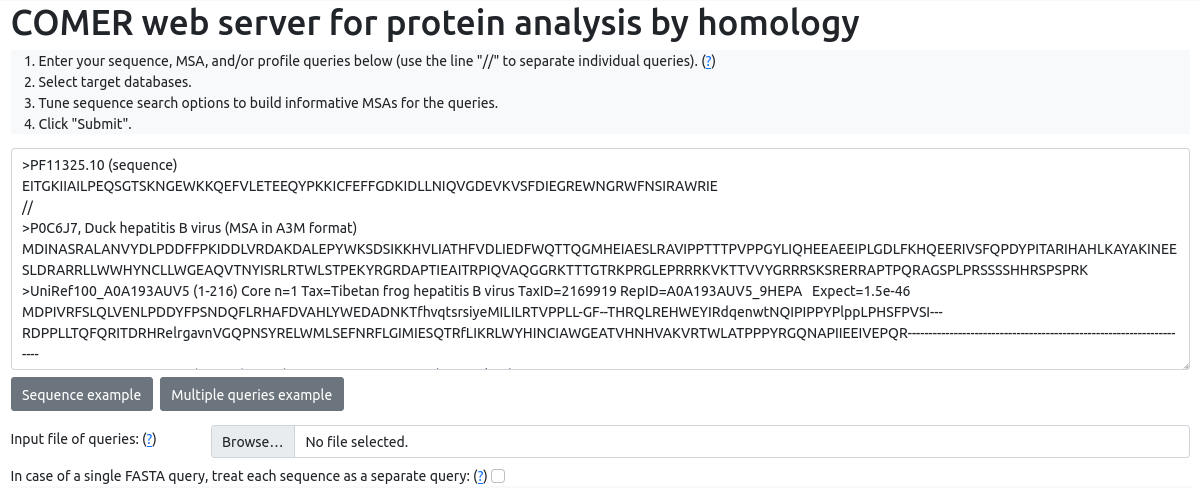 COMER web server for protein analysis by homology
1. Enter your sequence, MSA, and/or profile queries below (use the line "//" to separate individual queries). (?)
2. Select target databases.
3. Tune sequence search options to build informative MSAs for the queries.
4. Click "Submit".
>PF11325.10 (sequence)
EITGKIIAILPEQSGTSKNGEWKKQEFVLETEEQYPKKICFEFFGDKIDLLNIQVGDEVKVSFDIEGREWNGRWFNSIRAWRIE
//
>P0C6J7, Duck hepatitis B virus (MSA in A3M format)
MDINASRALANVYDLPDDFFPKIDDLVRDAKDALEPYWKSDSIKKHVLIATHFVDLIEDFWQTTQGMHEIAESLRAVIPPTTTPVPPGYLIQHEEAEEIPLGDLFKHQEERIVSFQPDYPITARIHAHLKAYAKINEE
SLDRARRLLWWHYNCLLWGEAQVTNYISRLRTWLSTPEKYRGRDAPTIEAITRPIQVAQGGRKTTTGTRKPRGLEPRRRKVKTTVVYGRRRSKSRERRAPTPQRAGSPLPRSSSSHHRSPSPRK
>UniRef100_A0A193AUV5 (1-216) Core n=1 Tax=Tibetan frog hepatitis B virus TaxID=2169919 RepID=A0A193AUV5_9HEPA Expect=1.5e-46
MDPIVRFSLQLVENLPDDYFPSNDQFLRHAFDVAHLYWEDADNKTfhvqtsrsiyeMILILRTVPPLL-GF--THRQLREHWEYIRdqenwtNQIPIPPYPlppLPHSFPVSI---
RDPPLLTQFQRITDRHRelrgavnVGQPNSYRELWMLSEFNRFLGIMIESQTRfLIKRLWYHINCIAWGEATVHNHVAKVRTWLATPPPYRGQNAPIIEEIVEPQR----------------------------------------------------------------
----
Sequence example
Multiple queries example
Input file of queries: (?)
Browse…
No file selected.
In case of a single FASTA query, treat each sequence as a separate query: (?)